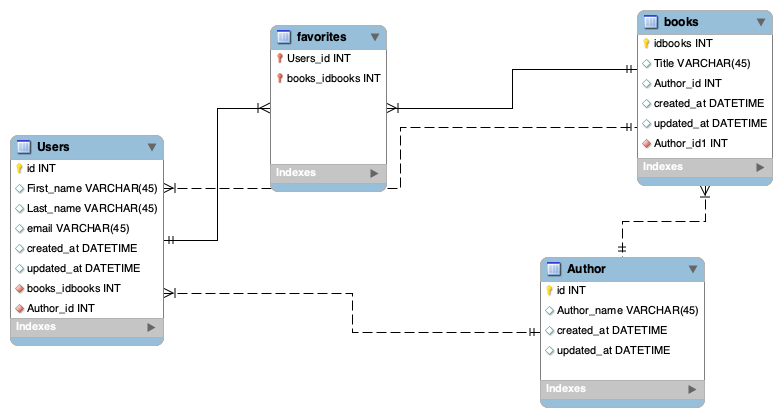 favorites
Users_id INT
books_idbooks INT
Indexes
books
idbooks INT
Title VARCHAR(45)
Author_id INT
created_at DATETIME
updated_at DATETIME
Author_id1 INT
Indexes
Users
id INT
First_name VARCHAR(45)
Last_name VARCHAR(45)
email VARCHAR(45)
created_at DATETIME
updated_at DATETIME
books_idbooks INT
Author_id INT
Indexes
Author
id INT
Author_name VARCHAR(45)
created_at DATETIME
updated_at DATETIME
Indexes